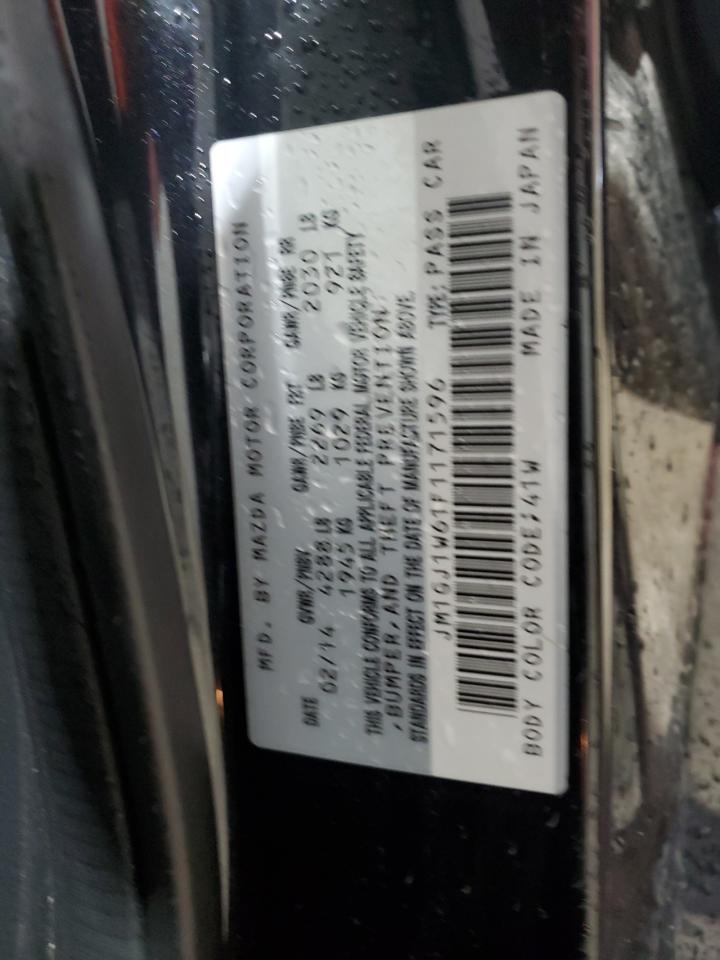 MFD. BY MAZDA MOTOR CORPORATION
DATE GVWR/PNBV GAWR/PNBE FRT GAWR/PNBE RR
02/14 4288 LB 2269 LB 2030 LB
1945 KG 1029 KG 921 KG
THIS VEHICLE CONFORMS TO ALL APPLICABLE FEDERAL MOTOR VEHICLE SAFETY
, BUMPER, AND THEFT PREVENTION
STANDARDS IN EFFECT ON THE DATE OF MANUFACTURE SHOWN ABOVE.
JM1GJ1W61F1171596 TYPE: PASS CAR
BODY COLOR CODE: 41W MADE IN JAPAN